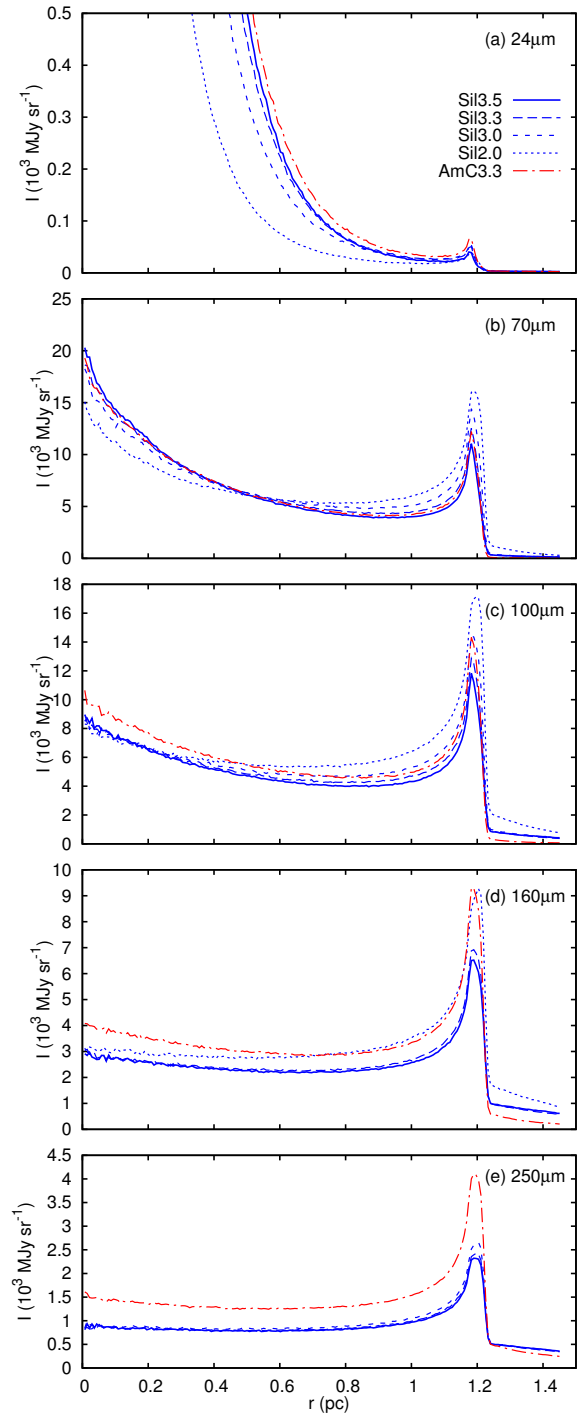 (a) 24μm
Sil3.5
Sil3.3
Sil3.0
Sil2.0
AmC3.3
I (10³ MJy sr⁻¹)
0.5
0.4
0.3
0.2
0.1
0
(b) 70μm
I (10³ MJy sr⁻¹)
25
20
15
10
5
0
(c) 100μm
I (10³ MJy sr⁻¹)
18
16
14
12
10
8
6
4
2
0
(d) 160μm
I (10³ MJy sr⁻¹)
10
9
8
7
6
5
4
3
2
1
0
(e) 250μm
I (10³ MJy sr⁻¹)
4.5
4
3.5
3
2.5
2
1.5
1
0.5
0
0 0.2 0.4 0.6 0.8 1 1.2 1.4
r (pc)